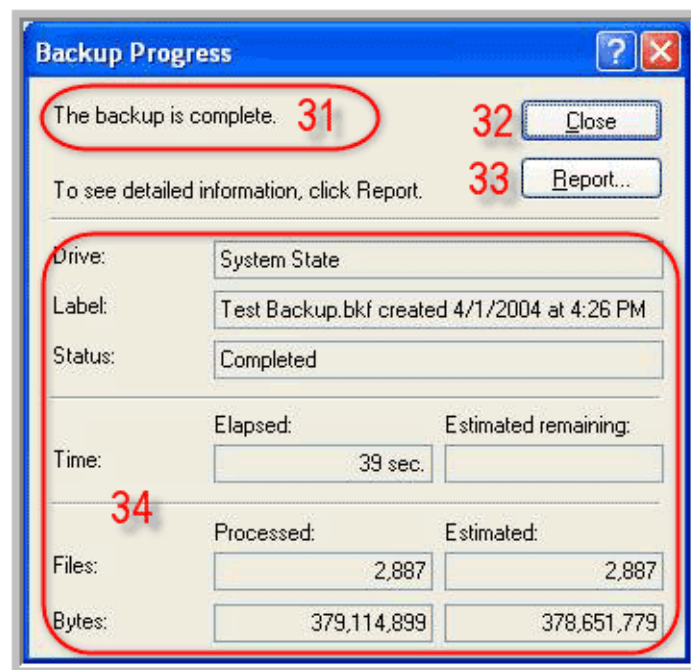 Backup Progress
The backup is complete. 31
32 Close
To see detailed information, click Report. 33 Report...
Drive: System State
Label: Test Backup.bkf created 4/1/2004 at 4:26 PM
Status: Completed
Elapsed: Estimated remaining:
Time: 39 sec.
34
Processed: Estimated:
Files: 2,887 2,887
Bytes: 379,114,899 378,651,779